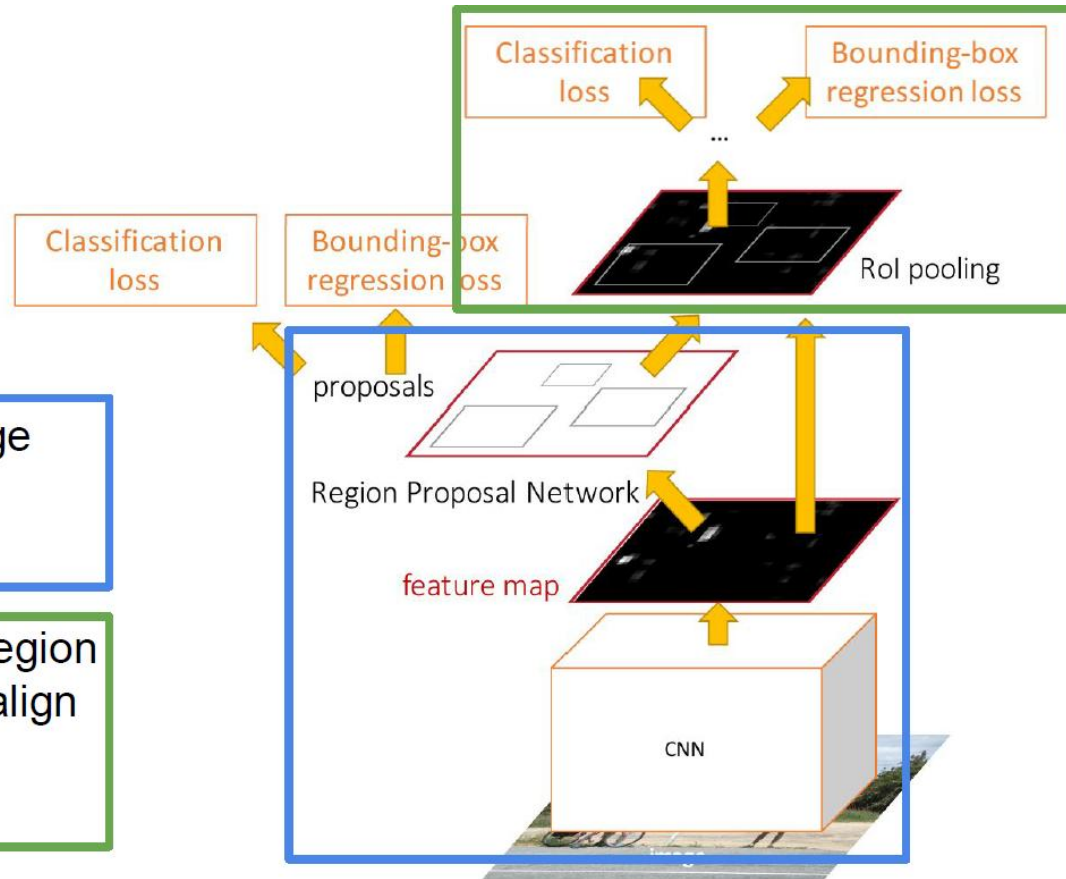 Classification
loss
Bounding-box
regression loss
...
RoI pooling
Classification
loss
Bounding-box
regression loss
proposals
Region Proposal Network
feature map
CNN
image
ge
egion
align